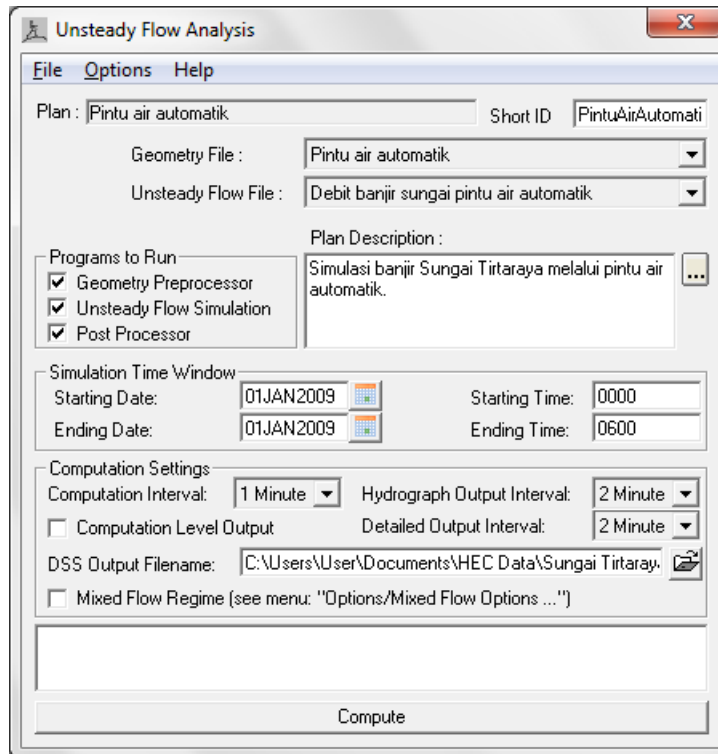 Unsteady Flow Analysis
File Options Help
Plan : Pintu air automatik Short ID PintuAirAutomati
Geometry File : Pintu air automatik
Unsteady Flow File : Debit banjir sungai pintu air automatik
Plan Description :
Programs to Run
Geometry Preprocessor
Unsteady Flow Simulation
Post Processor
Simulasi banjir Sungai Tirtaraya melalui pintu air
automatik.
...
Simulation Time Window
Starting Date: 01JAN2009 Starting Time: 0000
Ending Date: 01JAN2009 Ending Time: 0600
Computation Settings
Computation Interval: 1 Minute Hydrograph Output Interval: 2 Minute
Computation Level Output Detailed Output Interval: 2 Minute
DSS Output Filename: C:\Users\User\Documents\HEC Data\Sungai Tirtaraya
Mixed Flow Regime (see menu: "Options/Mixed Flow Options ...")
Compute